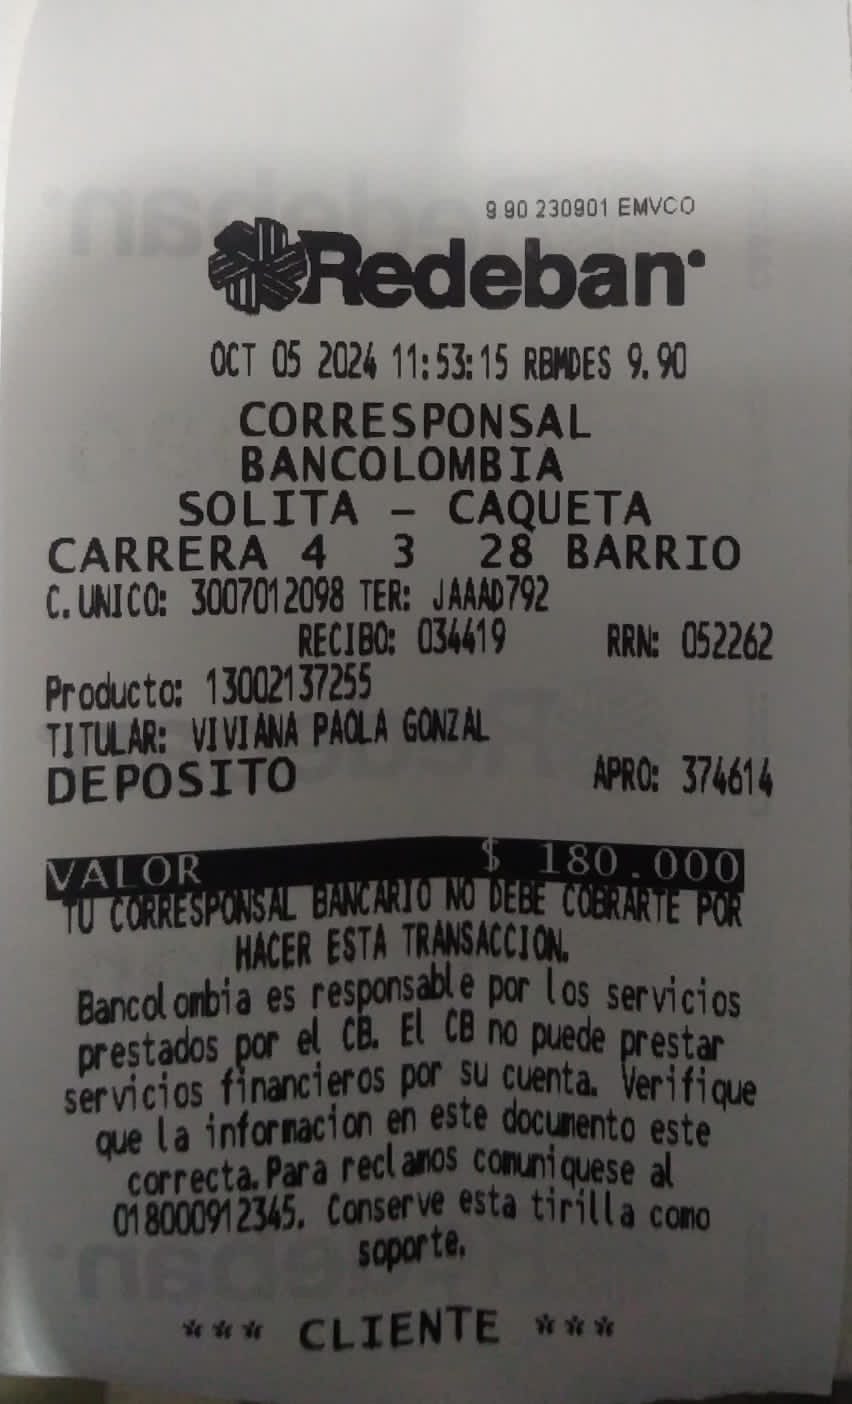 9 90 230901 EMVCO
Redeban
OCT 05 2024 11:53:15 RBMDES 9.90
CORRESPONSAL
BANCOLOMBIA
SOLITA - CAQUETA
CARRERA 4 3 28 BARRIO
C. UNICO: 3007012098 TER: JAAAD792
RECIBO: 034419 RRN: 052262
Producto: 13002137255
TITULAR: VIVIANA PAOLA GONZAL
DEPOSITO APRO: 374614
VALOR $ 180.000
TU CORRESPONSAL BANCARIO NO DEBE COBRARTE POR
HACER ESTA TRANSACCION.
Bancolombia es responsable por los servicios
prestados por el CB. El CB no puede prestar
servicios financieros por su cuenta. Verifique
que la informacion en este documento este
correcta. Para reclamos comuniquese al
018000912345. Conserve esta tirilla como
soporte.
*** CLIENTE ***